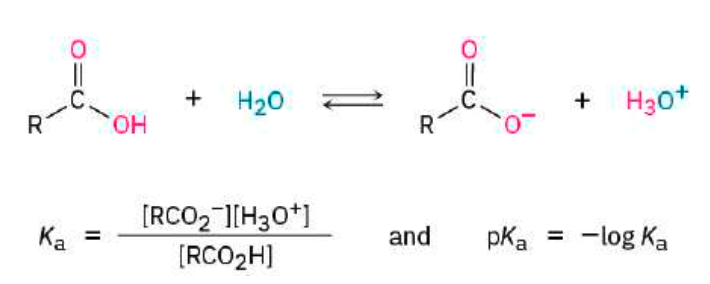 O O
R C OH + H₂O ⇌ R C O⁻ + H₃O⁺
Kₐ = [RCO₂⁻][H₃O⁺] / [RCO₂H] and pKₐ = −log Kₐ